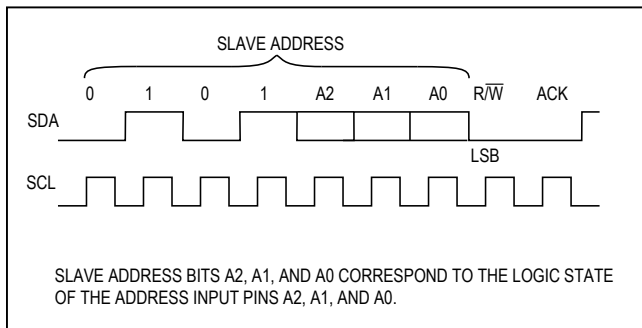 SLAVE ADDRESS
0 1 0 1 A2 A1 A0 R/W̅ ACK
SDA
LSB
SCL
SLAVE ADDRESS BITS A2, A1, AND A0 CORRESPOND TO THE LOGIC STATE
OF THE ADDRESS INPUT PINS A2, A1, AND A0.